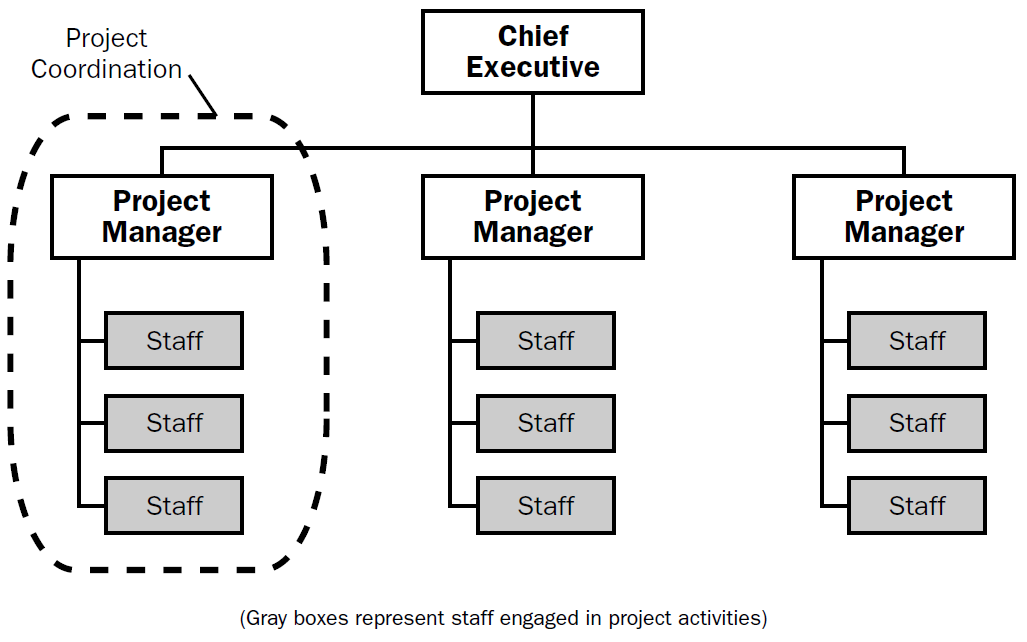 Project
Coordination
Chief
Executive
Project
Manager
Project
Manager
Project
Manager
Staff
Staff
Staff
Staff
Staff
Staff
Staff
Staff
Staff
(Gray boxes represent staff engaged in project activities)